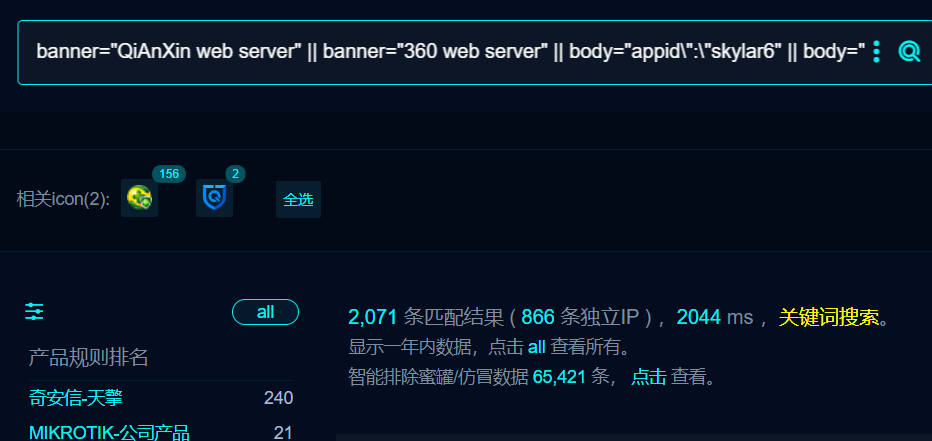 banner="QiAnXin web server" || banner="360 web server" || body="appid\":\"skylar6" || body="
156
2
相关icon(2):
全选
all
2,071 条匹配结果 ( 866 条独立IP ) ， 2044 ms ， 关键词搜索。
显示一年内数据，点击 all 查看所有。
智能排除蜜罐/仿冒数据 65,421 条， 点击 查看。
产品规则排名
奇安信-天擎 240
MIKROTIK-公司产品 21